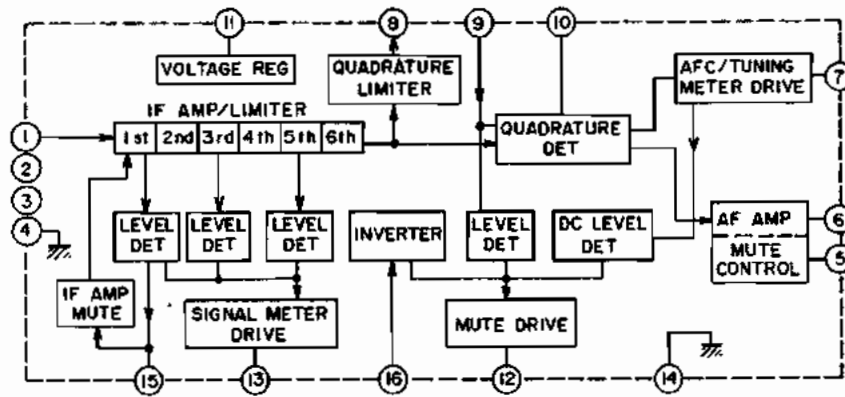 11
8
9
10
VOLTAGE REG
QUADRATURE
LIMITER
AFC/TUNING
METER DRIVE
7
IF AMP/LIMITER
1
1st 2nd 3rd 4th 5th 6th
QUADRATURE
DET
2
3
4
LEVEL
DET
LEVEL
DET
LEVEL
DET
INVERTER
LEVEL
DET
DC LEVEL
DET
AF AMP
6
MUTE
CONTROL
5
IF AMP
MUTE
SIGNAL METER
DRIVE
MUTE DRIVE
15
13
16
12
14